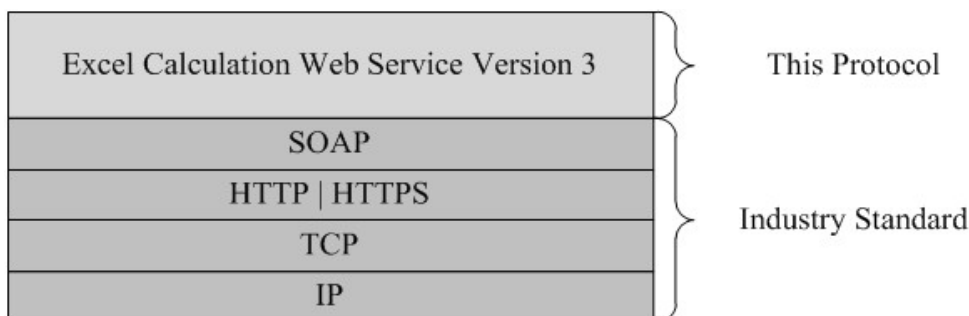 Excel Calculation Web Service Version 3
This Protocol
SOAP
HTTP | HTTPS
TCP
IP
Industry Standard